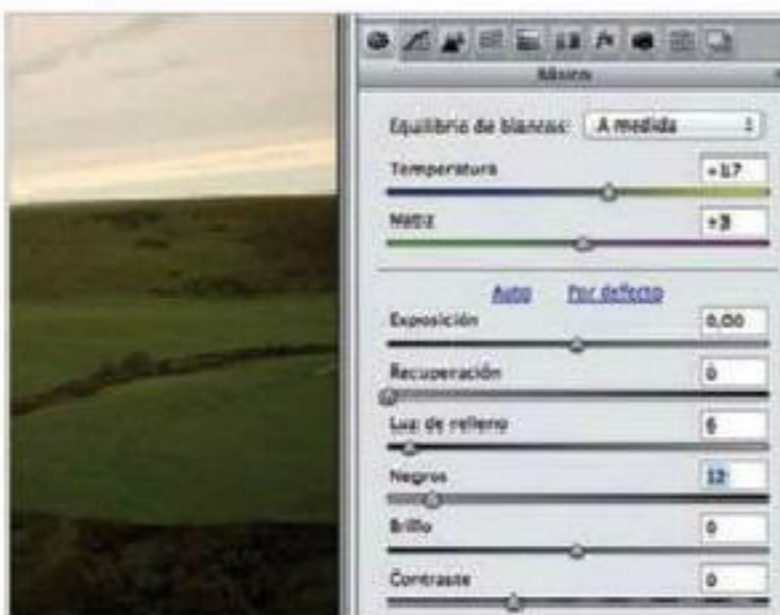 Básico
Equilibrio de blancos: A medida
Temperatura +17
Matiz +3
Auto Por defecto
Exposición 0,00
Recuperación 0
Luz de relleno 6
Negros 12
Brillo 0
Contraste 0